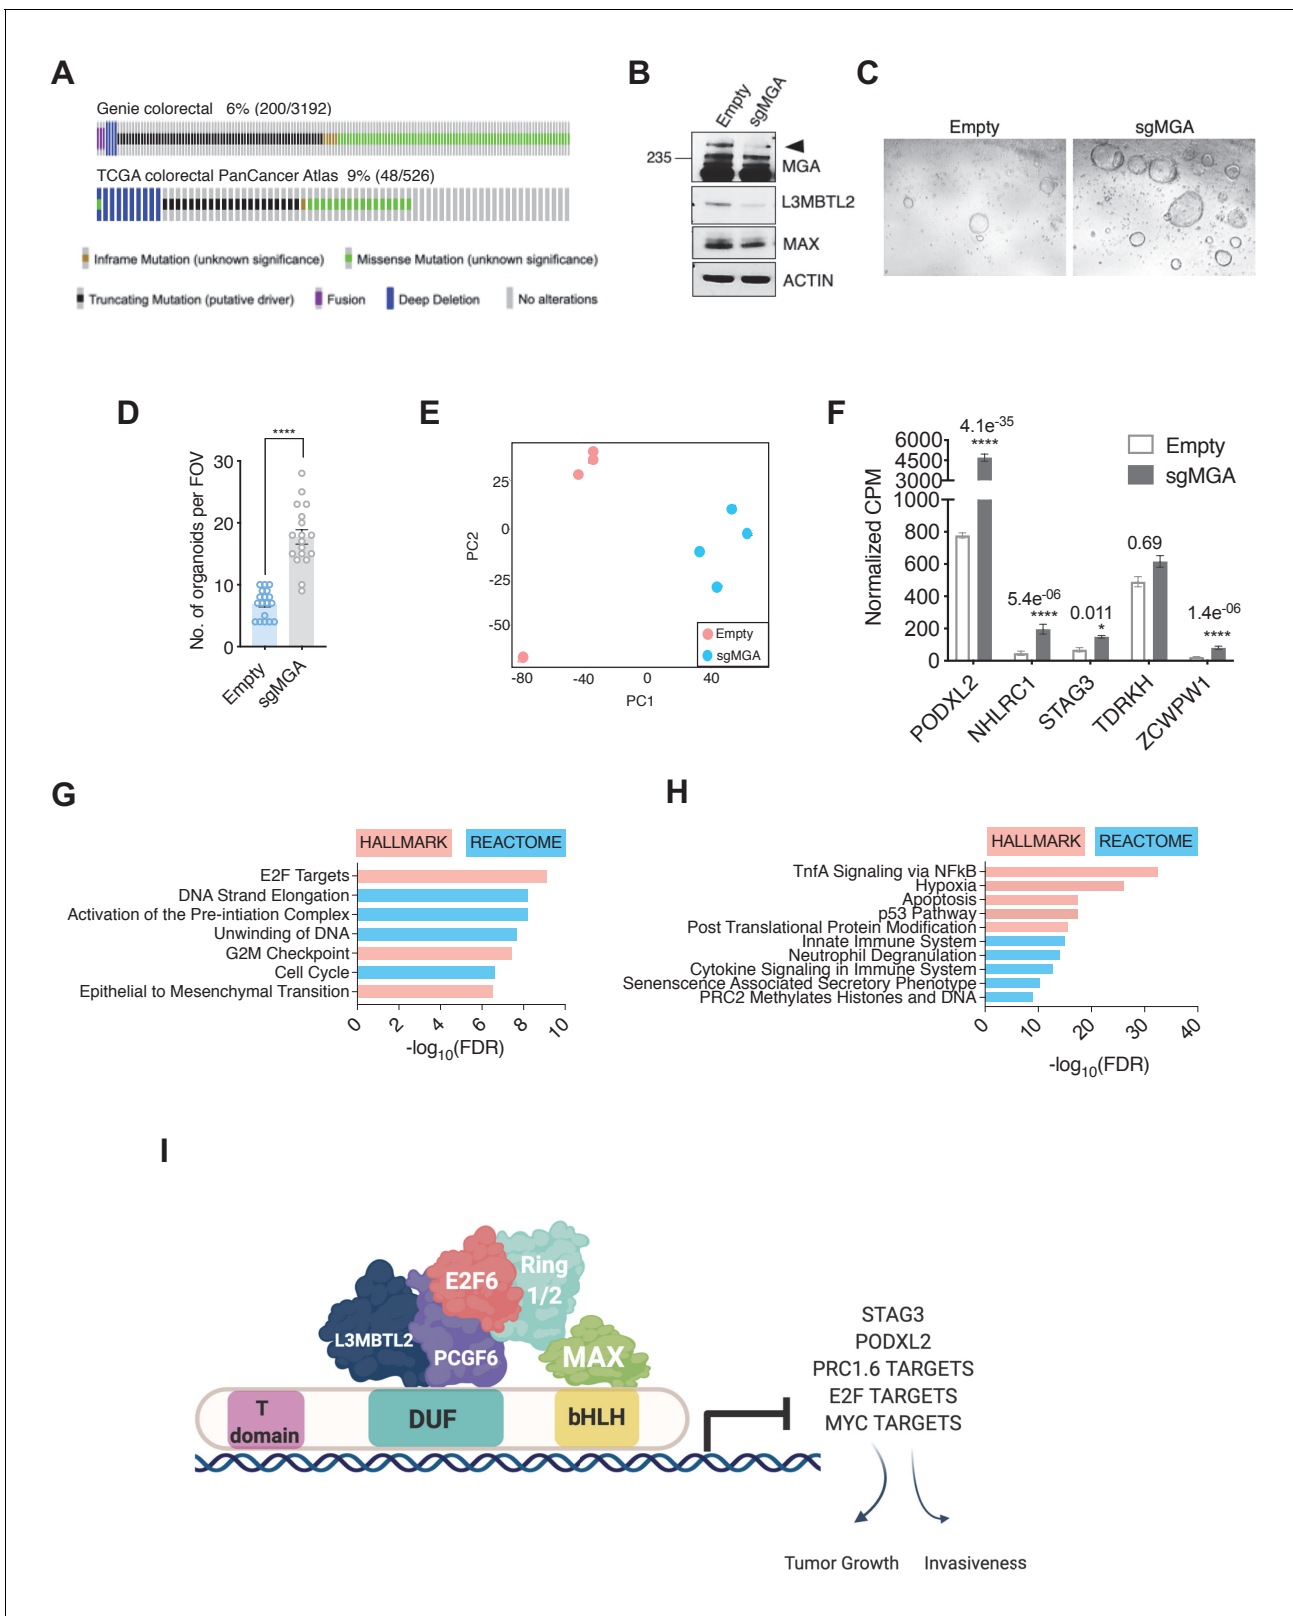 A
Genie colorectal 6% (200/3192)
TCGA colorectal PanCancer Atlas 9% (48/526)
Inframe Mutation (unknown significance)
Missense Mutation (unknown significance)
Truncating Mutation (putative driver)
Fusion
Deep Deletion
No alterations
B
Empty
sgMGA
235
MGA
L3MBTL2
MAX
ACTIN
C
Empty
sgMGA
D
****
No. of organoids per FOV
30
20
10
0
Empty
sgMGA
E
PC2
25
0
-25
-50
-80
-40
0
40
PC1
Empty
sgMGA
F
Normalized CPM
6000
4500
3000
1000
800
600
400
200
0
4.1e-35
****
5.4e-06
****
0.011
*
0.69
1.4e-06
****
Empty
sgMGA
PODXL2
NHLRC1
STAG3
TDRKH
ZCWPW1
G
HALLMARK
REACTOME
E2F Targets
DNA Strand Elongation
Activation of the Pre-intiation Complex
Unwinding of DNA
G2M Checkpoint
Cell Cycle
Epithelial to Mesenchymal Transition
0
2
4
6
8
10
-log10(FDR)
H
HALLMARK
REACTOME
TnfA Signaling via NFkB
Hypoxia
Apoptosis
p53 Pathway
Post Translational Protein Modification
Innate Immune System
Neutrophil Degranulation
Cytokine Signaling in Immune System
Senenscence Associated Secretory Phenotype
PRC2 Methylates Histones and DNA
0
10
20
30
40
-log10(FDR)
I
L3MBTL2
PCGF6
E2F6
Ring
1/2
MAX
T
domain
DUF
bHLH
STAG3
PODXL2
PRC1.6 TARGETS
E2F TARGETS
MYC TARGETS
Tumor Growth
Invasiveness